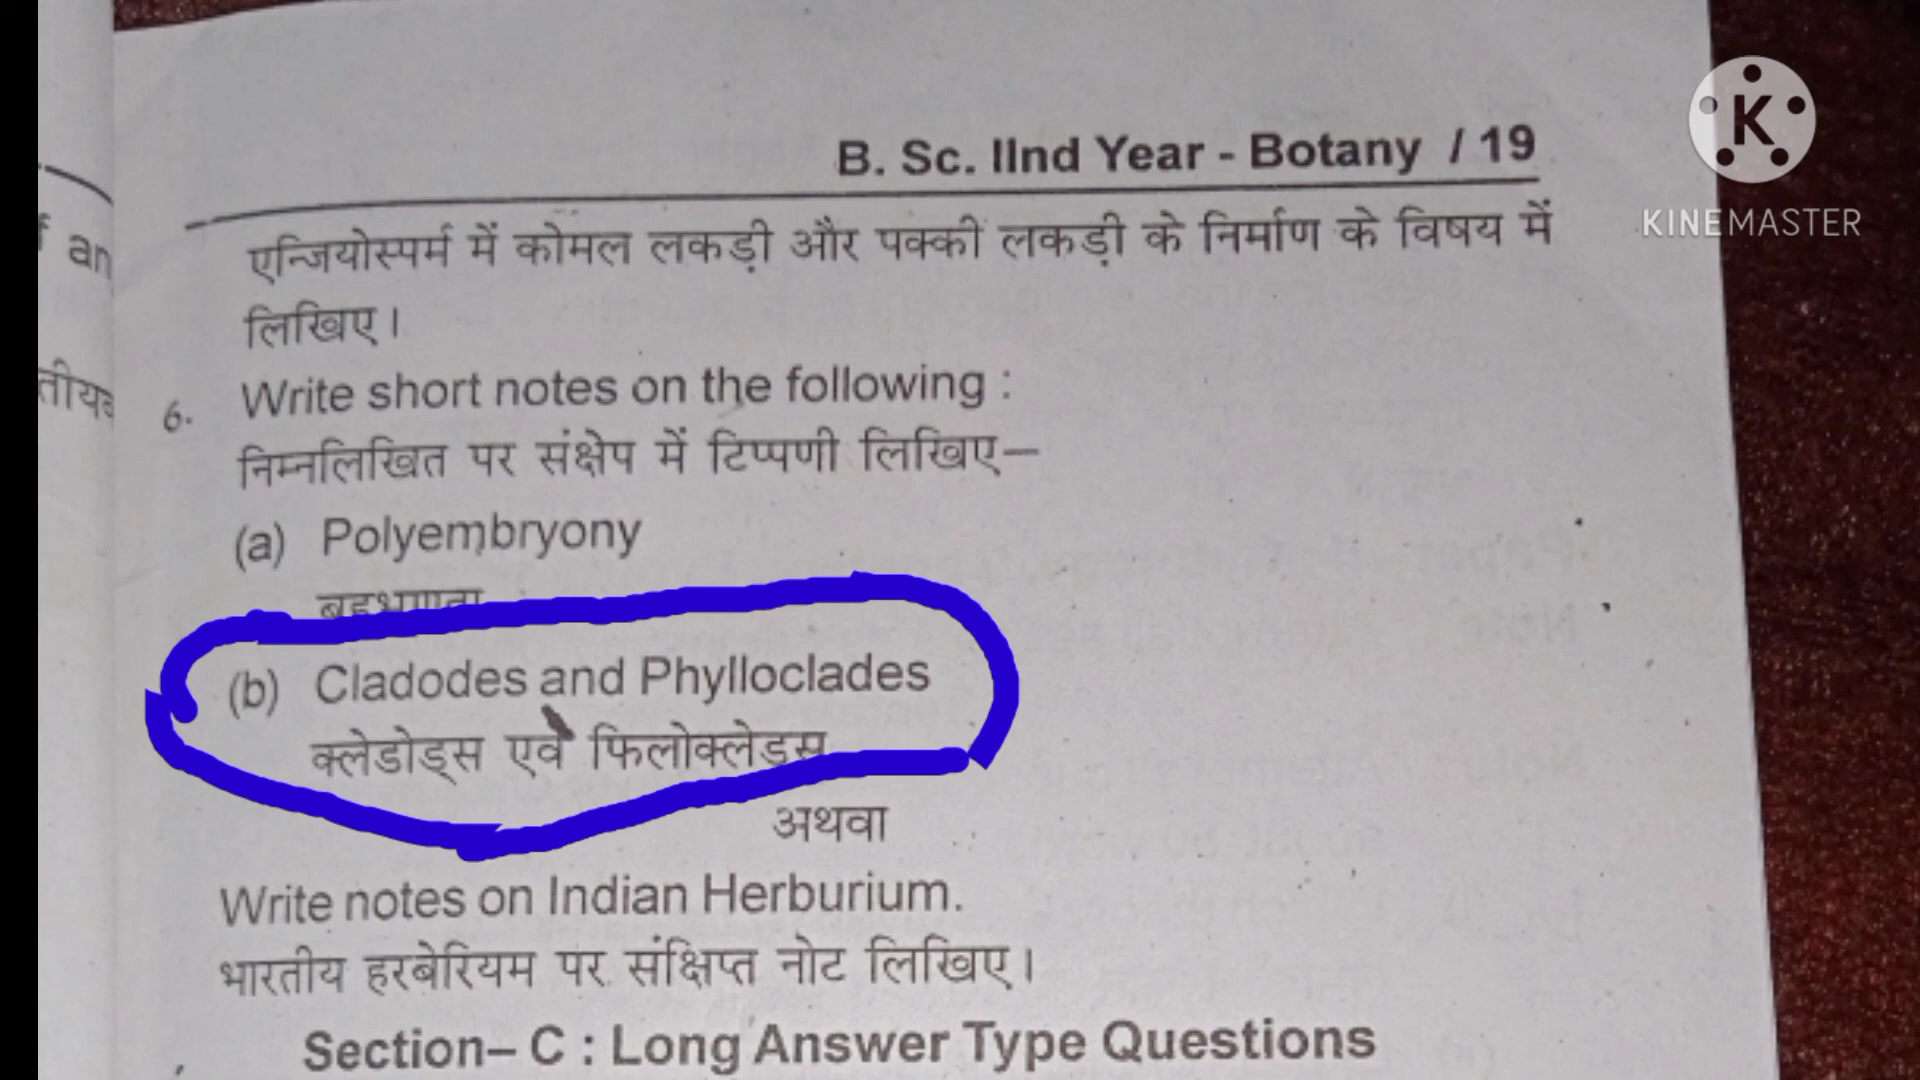 B. Sc. IInd Year - Botany / 19
K
KINEMASTER
एन्जियोस्पर्म में कोमल लकड़ी और पक्की लकड़ी के निर्माण के विषय में
लिखिए।
an
6. Write short notes on the following :
निम्नलिखित पर संक्षेप में टिप्पणी लिखिए–
(a) Polyembryony
(b) Cladodes and Phylloclades
क्लेडोड्स एवं फिलोक्लेड्स
अथवा
Write notes on Indian Herburium.
भारतीय हरबेरियम पर संक्षिप्त नोट लिखिए।
Section– C : Long Answer Type Questions